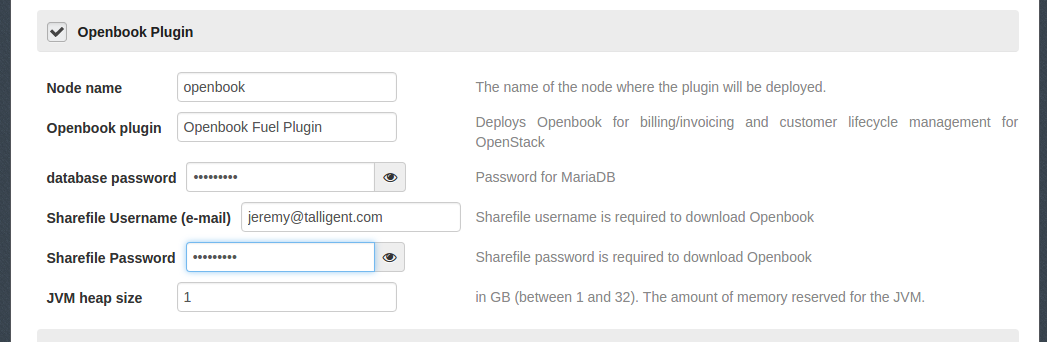 Openbook Plugin
Node name openbook The name of the node where the plugin will be deployed.
Openbook plugin Openbook Fuel Plugin Deploys Openbook for billing/invoicing and customer lifecycle management for
OpenStack
database password ••••••••• Password for MariaDB
Sharefile Username (e-mail) jeremy@talligent.com Sharefile username is required to download Openbook
Sharefile Password ••••••••• Sharefile password is required to download Openbook
JVM heap size 1 in GB (between 1 and 32). The amount of memory reserved for the JVM.